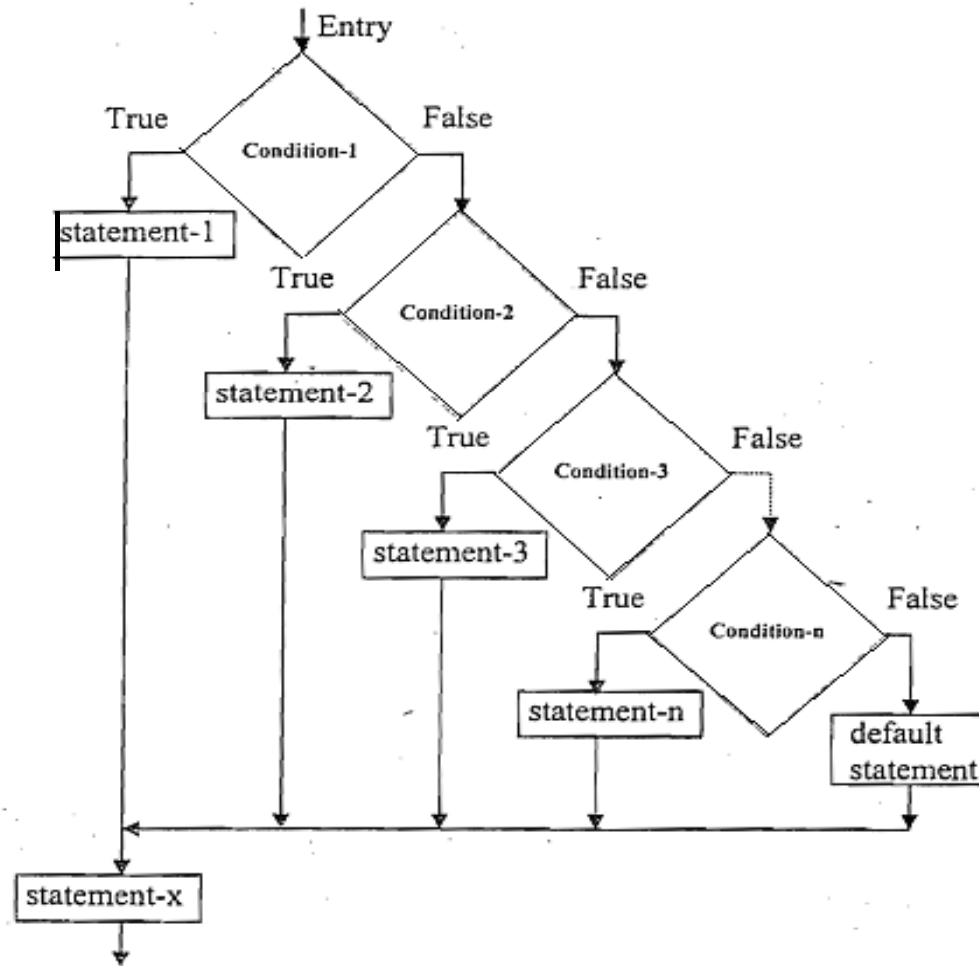 Entry
True
False
Condition-1
statement-1
True
False
Condition-2
statement-2
True
False
Condition-3
statement-3
True
False
Condition-n
statement-n
default
statement
statement-x